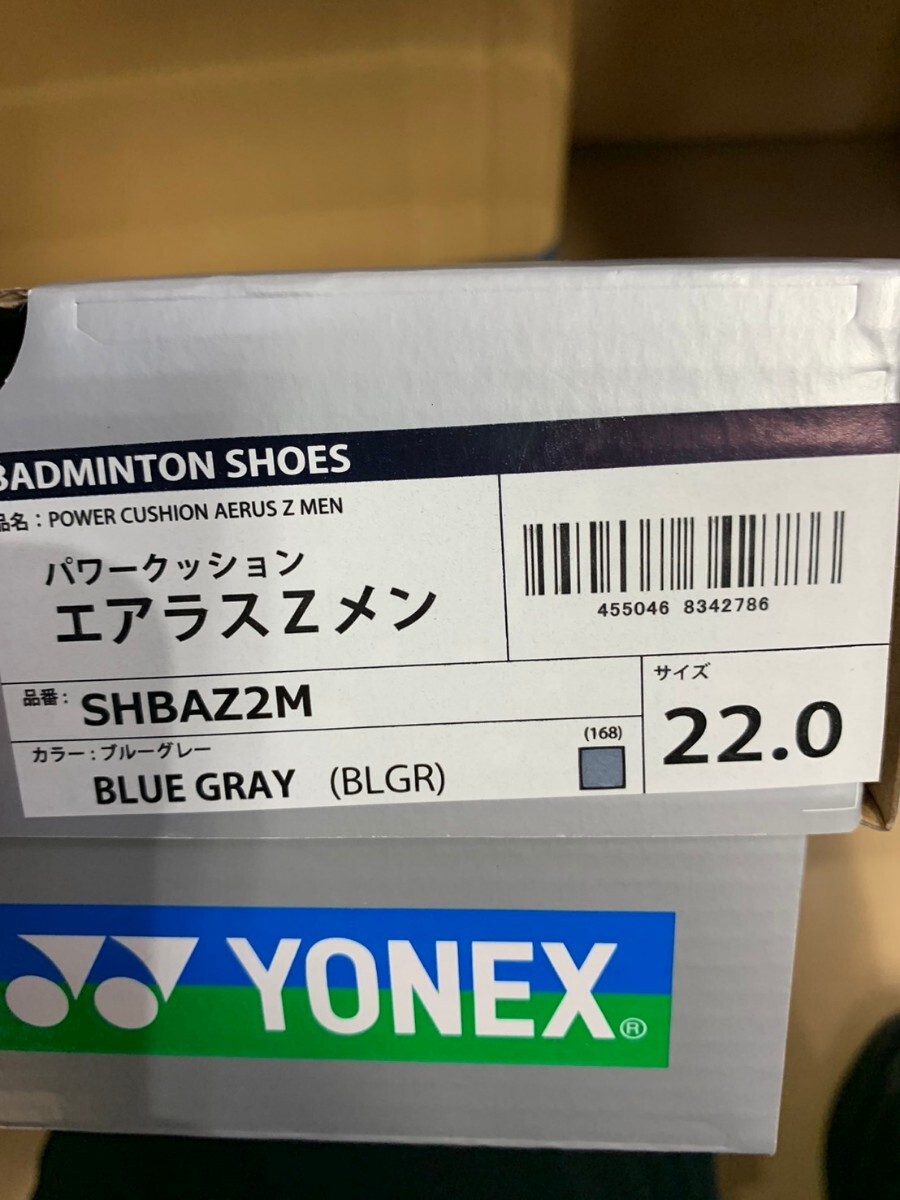 BADMINTON SHOES
品名：POWER CUSHION AERUS Z MEN
パワークッション
エアラスZメン
455046 8342786
品番： SHBAZ2M
カラー：ブルーグレー
BLUE GRAY (BLGR)
(168)
サイズ
22.0
YONEX®